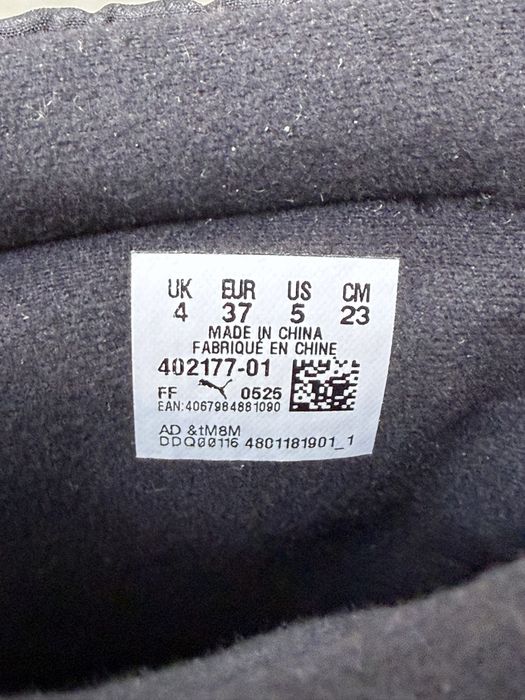 UK EUR US CM
4 37 5 23
MADE IN CHINA
FABRIQUÉ EN CHINE
402177-01
FF 0525
EAN:4067984881090
AD &tM8M
DDQ00116 4801181901_1